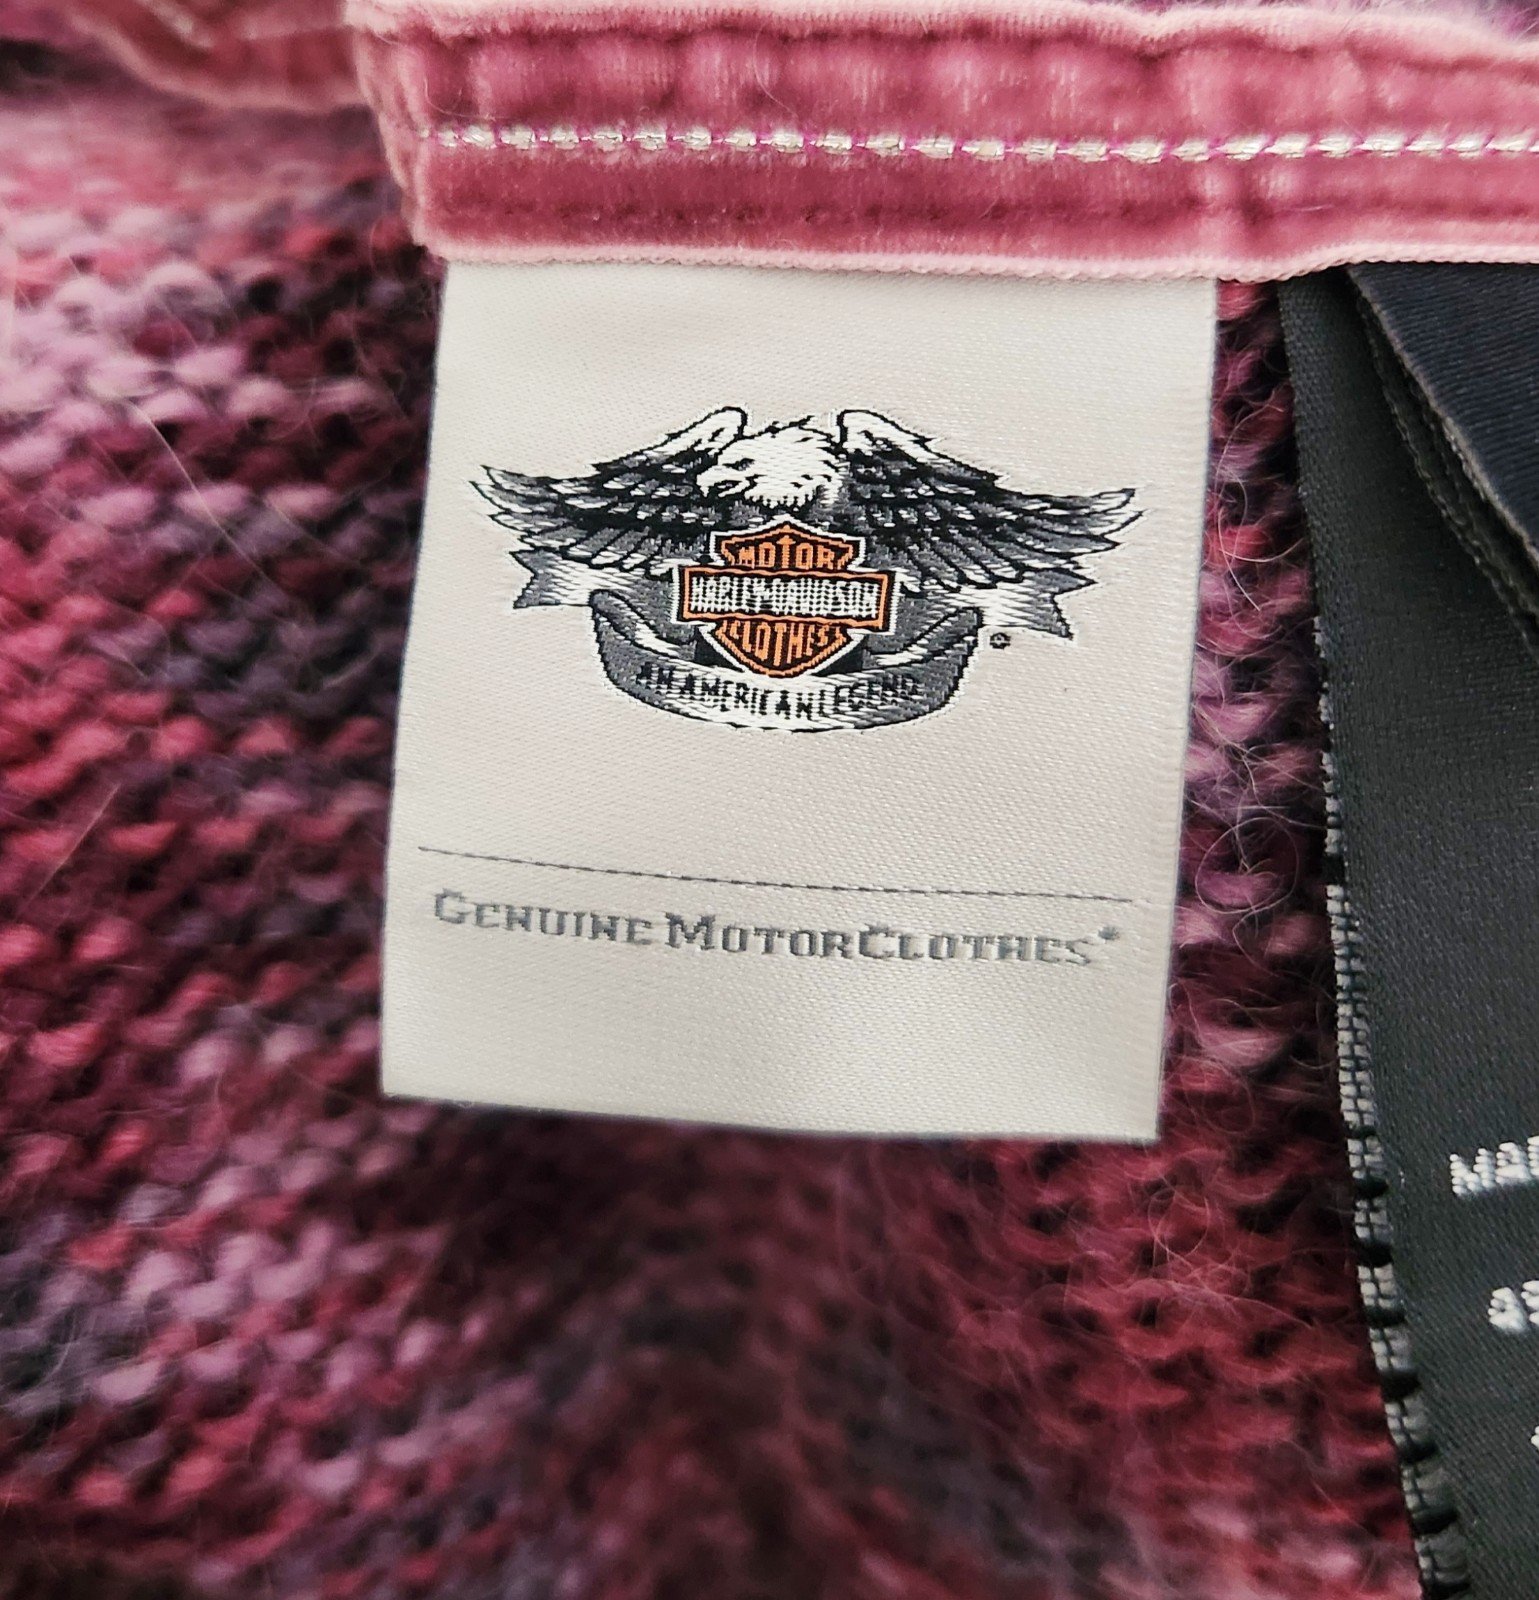 MOTOR
HARLEY-DAVIDSON
CLOTHES
®
AN AMERICAN LEGEND
GENUINE MOTORCLOTHES®